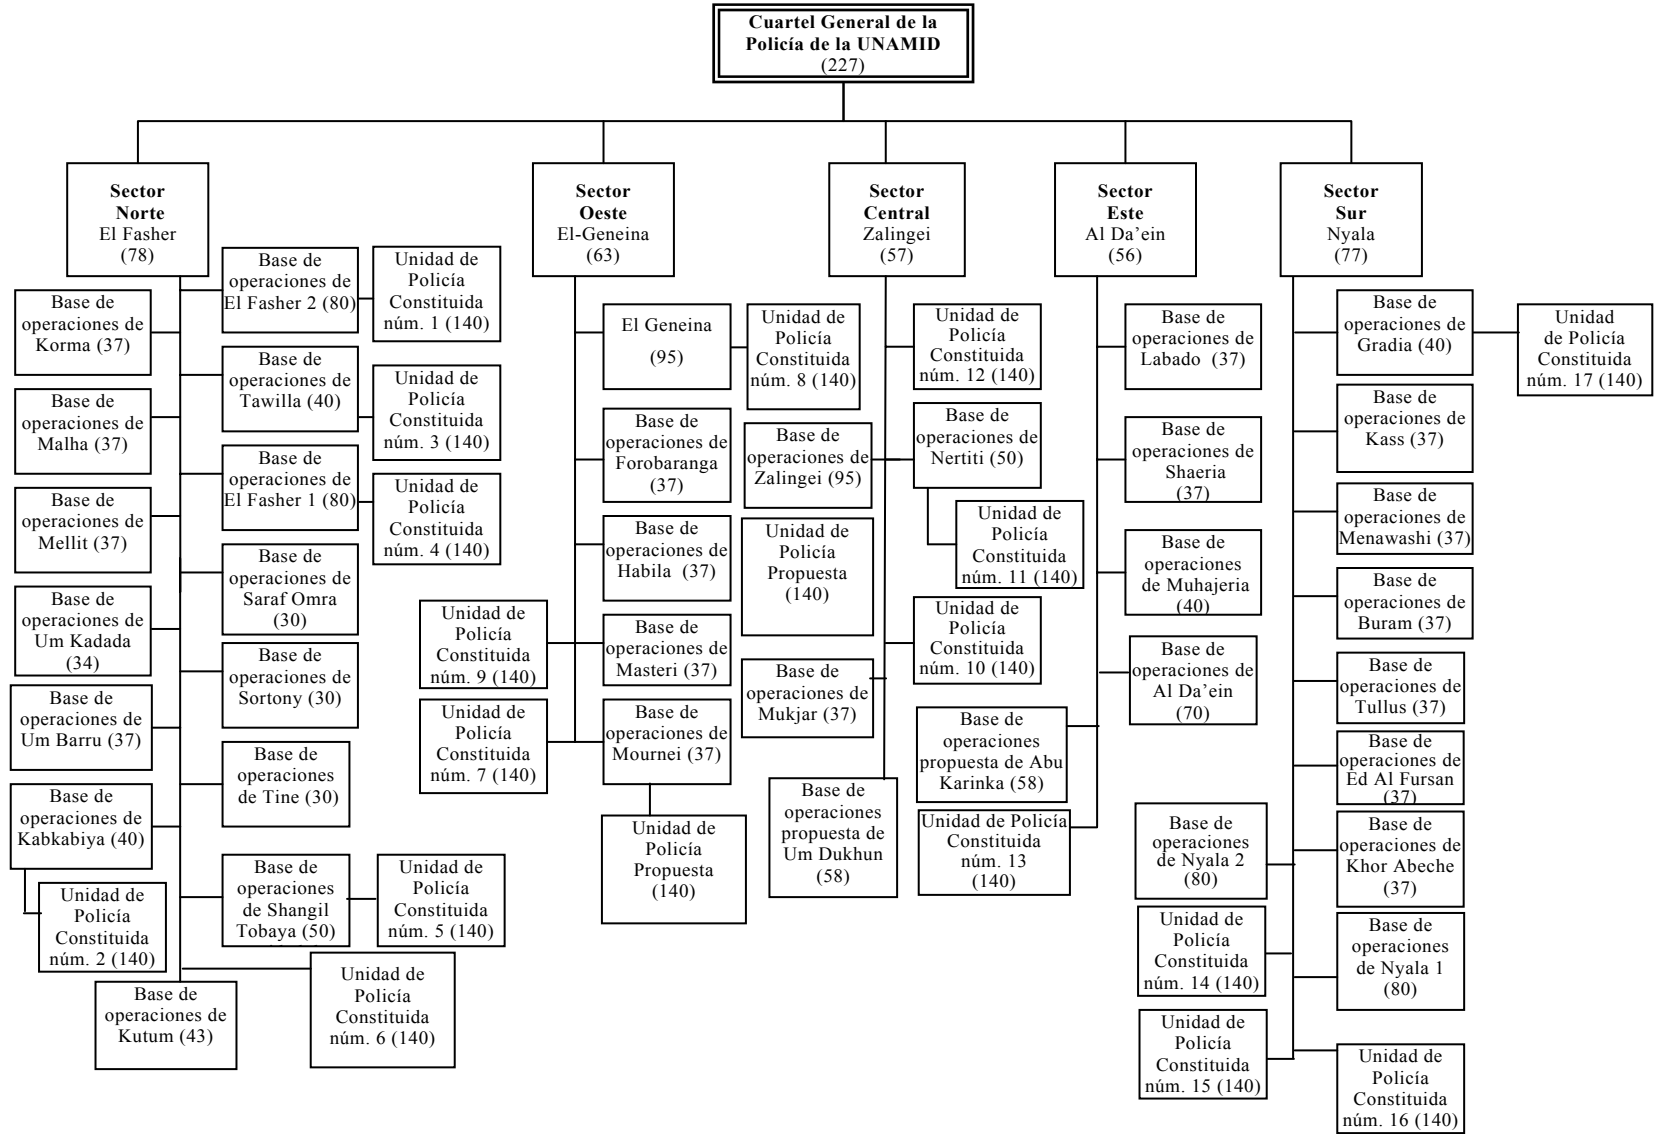 Cuartel General de la
Policía de la UNAMID
(227)
Sector
Norte
El Fasher
(78)
Sector
Oeste
El-Geneina
(63)
Sector
Central
Zalingei
(57)
Sector
Este
Al Da’ein
(56)
Sector
Sur
Nyala
(77)
Base de
operaciones de
Korma (37)
Base de
operaciones de
Malha (37)
Base de
operaciones de
Mellit (37)
Base de
operaciones de
Um Kadada
(34)
Base de
operaciones de
Um Barru (37)
Base de
operaciones de
Kabkabiya (40)
Unidad de
Policía
Constituida
núm. 2 (140)
Base de
operaciones de
Kutum (43)
Base de
operaciones de
El Fasher 2 (80)
Unidad de
Policía
Constituida
núm. 1 (140)
Base de
operaciones de
Tawilla (40)
Unidad de
Policía
Constituida
núm. 3 (140)
Base de
operaciones de
El Fasher 1 (80)
Unidad de
Policía
Constituida
núm. 4 (140)
Base de
operaciones de
Saraf Omra
(30)
Base de
operaciones de
Sortony (30)
Base de
operaciones
de Tine (30)
Base de
operaciones
de Shangil
Tobaya (50)
Unidad de
Policía
Constituida
núm. 5 (140)
Unidad de
Policía
Constituida
núm. 6 (140)
El Geneina
(95)
Unidad de
Policía
Constituida
núm. 8 (140)
Base de
operaciones de
Forobaranga
(37)
Base de
operaciones de
Habila (37)
Unidad de
Policía
Constituida
núm. 9 (140)
Base de
operaciones de
Masteri (37)
Unidad de
Policía
Constituida
núm. 7 (140)
Base de
operaciones de
Mournei (37)
Unidad de
Policía
Propuesta
(140)
Unidad de
Policía
Constituida
núm. 12 (140)
Base de
operaciones de
Zalingei (95)
Base de
operaciones de
Nertiti (50)
Unidad de
Policía
Constituida
núm. 11 (140)
Unidad de
Policía
Propuesta
(140)
Unidad de
Policía
Constituida
núm. 10 (140)
Base de
operaciones de
Mukjar (37)
Base de
operaciones
propuesta de
Um Dukhun
(58)
Base de
operaciones de
Labado (37)
Base de
operaciones de
Shaeria
(37)
Base de
operaciones
de Muhajeria
(40)
Base de
operaciones de
Al Da’ein
(70)
Base de
operaciones
propuesta de Abu
Karinka (58)
Unidad de Policía
Constituida
núm. 13
(140)
Base de
operaciones de
Gradia (40)
Unidad
de Policía
Constituida
núm. 17 (140)
Base de
operaciones de
Kass (37)
Base de
operaciones de
Menawashi (37)
Base de
operaciones de
Buram (37)
Base de
operaciones de
Tullus (37)
Base de
operaciones de
Ed Al Fursan
(37)
Base de
operaciones
de Nyala 2
(80)
Base de
operaciones de
Khor Abeche
(37)
Unidad de
Policía
Constituida
núm. 14 (140)
Base de
operaciones
de Nyala 1
(80)
Unidad de
Policía
Constituida
núm. 15 (140)
Unidad de
Policía
Constituida
núm. 16 (140)